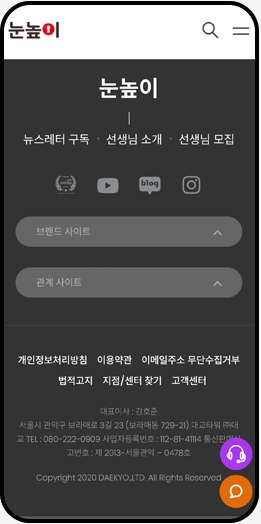 눈높이
눈높이
뉴스레터 구독 · 선생님 소개 · 선생님 모집
blog
브랜드 사이트
관계 사이트
개인정보처리방침 이용약관 이메일주소 무단수집거부
법적고지 지점/센터 찾기 고객센터
대표이사 : 강호준
서울시 관악구 보라매로 3길 23 (보라매동 729-21) 대교타워 ㈜대
교 TEL : 080-222-0909 사업자등록번호 : 112-81-41114 통신판매신
고번호 : 제 2013-서울관악 - 0478호
Copyright 2020 DAEKYO.,LTD. All Rights Reserved